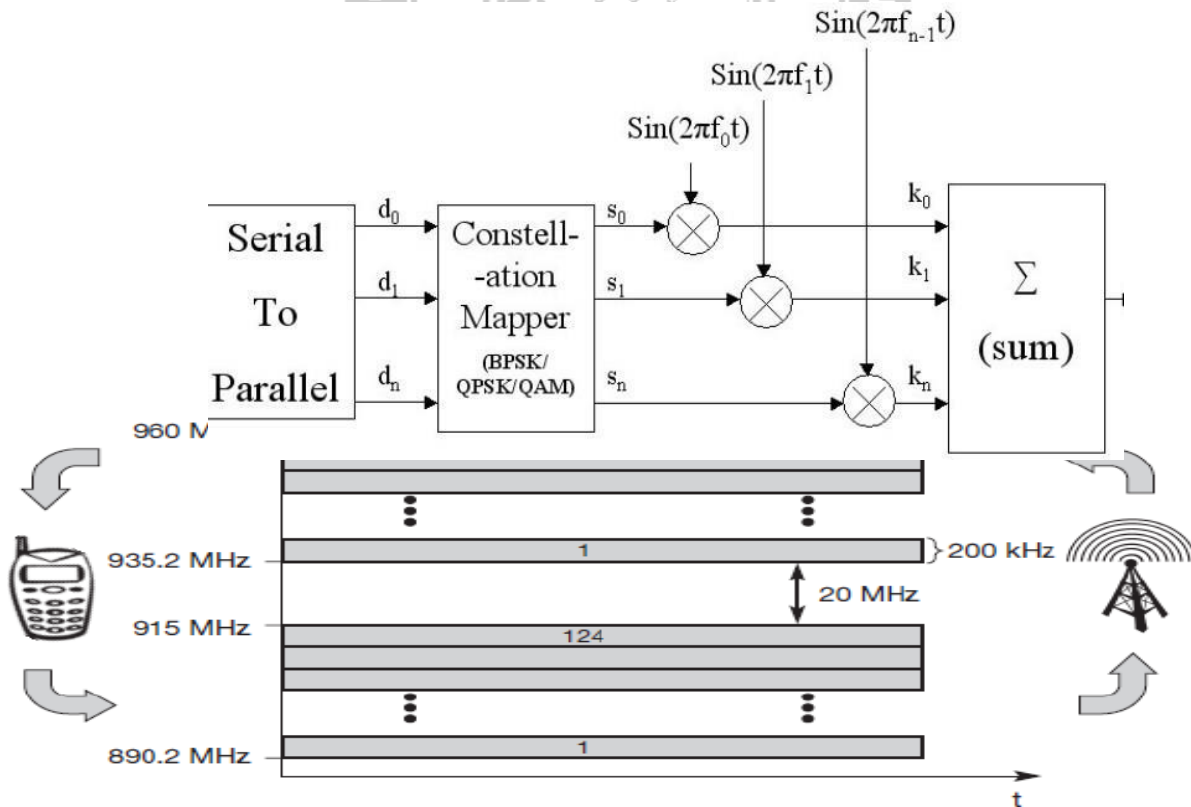 Sin(2πfₙ₋₁t)
Sin(2πf₁t)
Sin(2πf₀t)
Serial
To
Parallel
d₀
d₁
dₙ
Constell-
-ation
Mapper
(BPSK/
QPSK/QAM)
s₀
s₁
sₙ
k₀
k₁
kₙ
Σ
(sum)
960
935.2 MHz
1
200 kHz
20 MHz
915 MHz
124
890.2 MHz
1
t